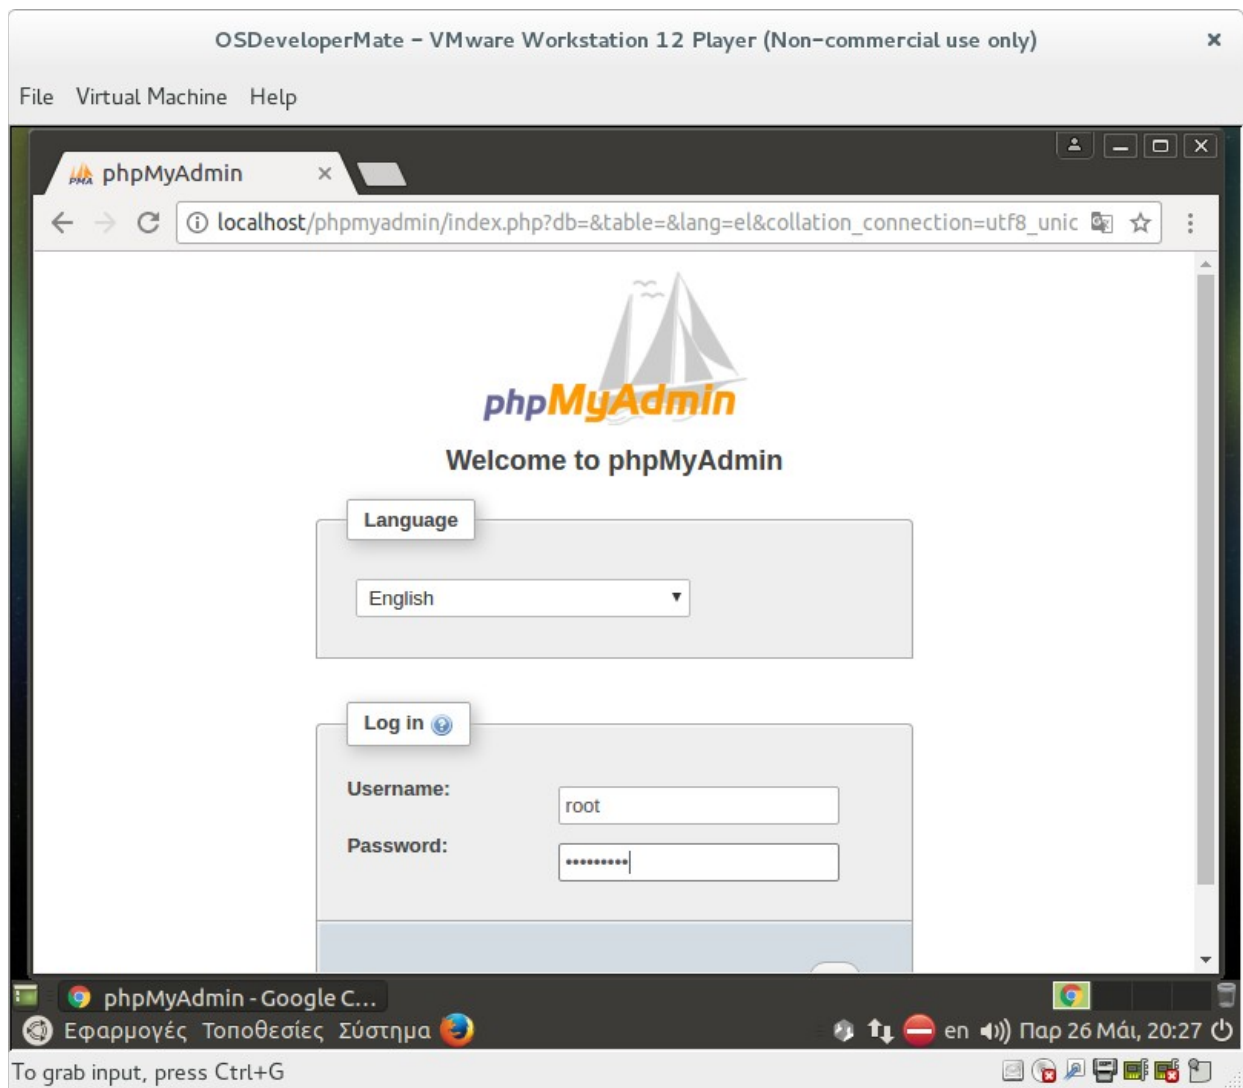 OSDeveloperMate – VMware Workstation 12 Player (Non-commercial use only)
File Virtual Machine Help
phpMyAdmin
localhost/phpmyadmin/index.php?db=&table=&lang=el&collation_connection=utf8_unic
phpMyAdmin
Welcome to phpMyAdmin
Language
English
Log in
Username:
root
Password:
•••••••••
phpMyAdmin - Google C...
Εφαρμογές Τοποθεσίες Σύστημα en Παρ 26 Μάι, 20:27
To grab input, press Ctrl+G